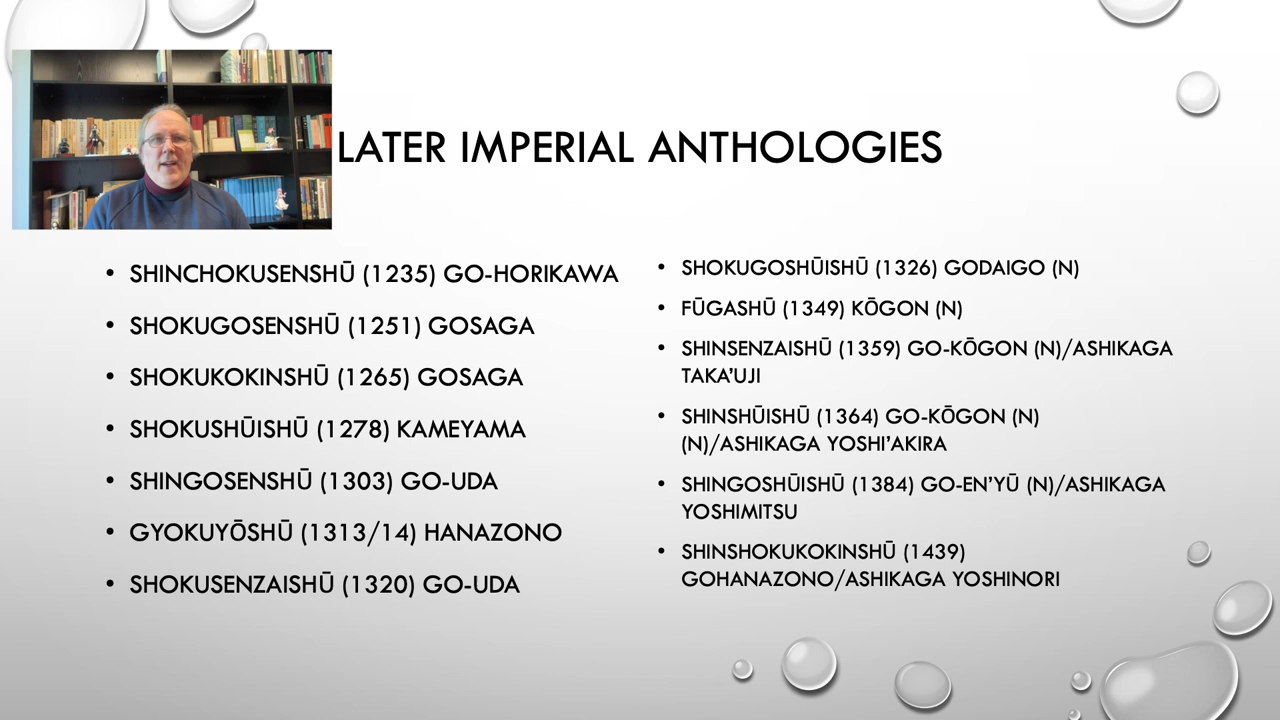 LATER IMPERIAL ANTHOLOGIES
• SHINCHOKUSENSHŪ (1235) GO-HORIKAWA
• SHOKUGOSENSHŪ (1251) GOSAGA
• SHOKUKOKINSHŪ (1265) GOSAGA
• SHOKUSHŪISHŪ (1278) KAMEYAMA
• SHINGOSENSHŪ (1303) GO-UDA
• GYOKUYŌSHŪ (1313/14) HANAZONO
• SHOKUSENZAISHŪ (1320) GO-UDA
• SHOKUGOSHŪISHŪ (1326) GODAIGO (N)
• FŪGASHŪ (1349) KŌGON (N)
• SHINSENZAISHŪ (1359) GO-KŌGON (N)/ASHIKAGA
TAKA’UJI
• SHINSHŪISHŪ (1364) GO-KŌGON (N)
(N)/ASHIKAGA YOSHI’AKIRA
• SHINGOSHŪISHŪ (1384) GO-EN’YŪ (N)/ASHIKAGA
YOSHIMITSU
• SHINSHOKUKOKINSHŪ (1439)
GOHANAZONO/ASHIKAGA YOSHINORI